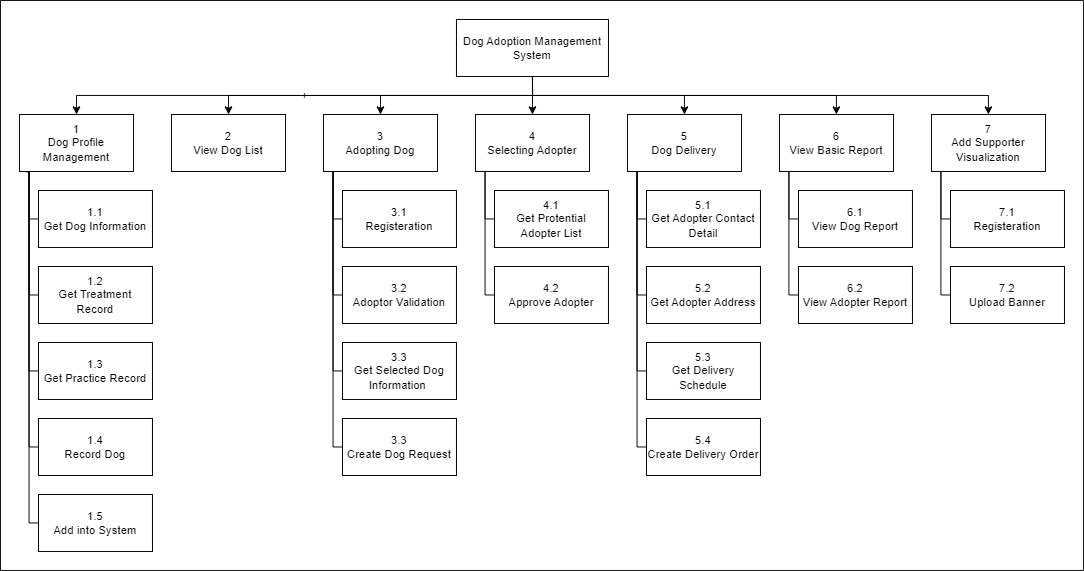 Dog Adoption Management
System
1
Dog Profile
Management
2
View Dog List
3
Adopting Dog
4
Selecting Adopter
5
Dog Delivery
6
View Basic Report
7
Add Supporter
Visualization
1.1
Get Dog Information
1.2
Get Treatment
Record
1.3
Get Practice Record
1.4
Record Dog
1.5
Add into System
3.1
Registeration
3.2
Adoptor Validation
3.3
Get Selected Dog
Information
3.3
Create Dog Request
4.1
Get Protential
Adopter List
4.2
Approve Adopter
5.1
Get Adopter Contact
Detail
5.2
Get Adopter Address
5.3
Get Delivery
Schedule
5.4
Create Delivery Order
6.1
View Dog Report
6.2
View Adopter Report
7.1
Registeration
7.2
Upload Banner